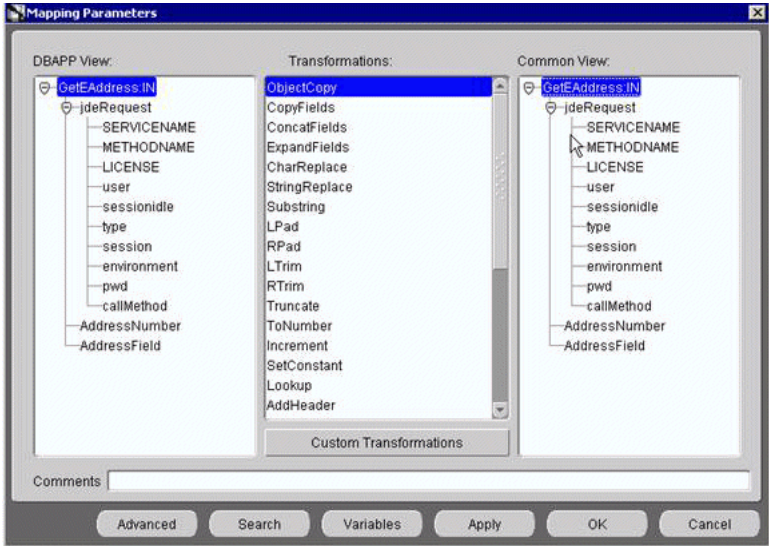 Mapping Parameters
DBAPP View:
GetEAddress:IN
jdeRequest
SERVICENAME
METHODNAME
LICENSE
user
sessionidle
type
session
environment
pwd
callMethod
AddressNumber
AddressField
Transformations:
ObjectCopy
CopyFields
ConcatFields
ExpandFields
CharReplace
StringReplace
Substring
LPad
RPad
LTrim
RTrim
Truncate
ToNumber
Increment
SetConstant
Lookup
AddHeader
Custom Transformations
Common View:
GetEAddress:IN
jdeRequest
SERVICENAME
METHODNAME
LICENSE
user
sessionidle
type
session
environment
pwd
callMethod
AddressNumber
AddressField
Comments
Advanced Search Variables Apply OK Cancel